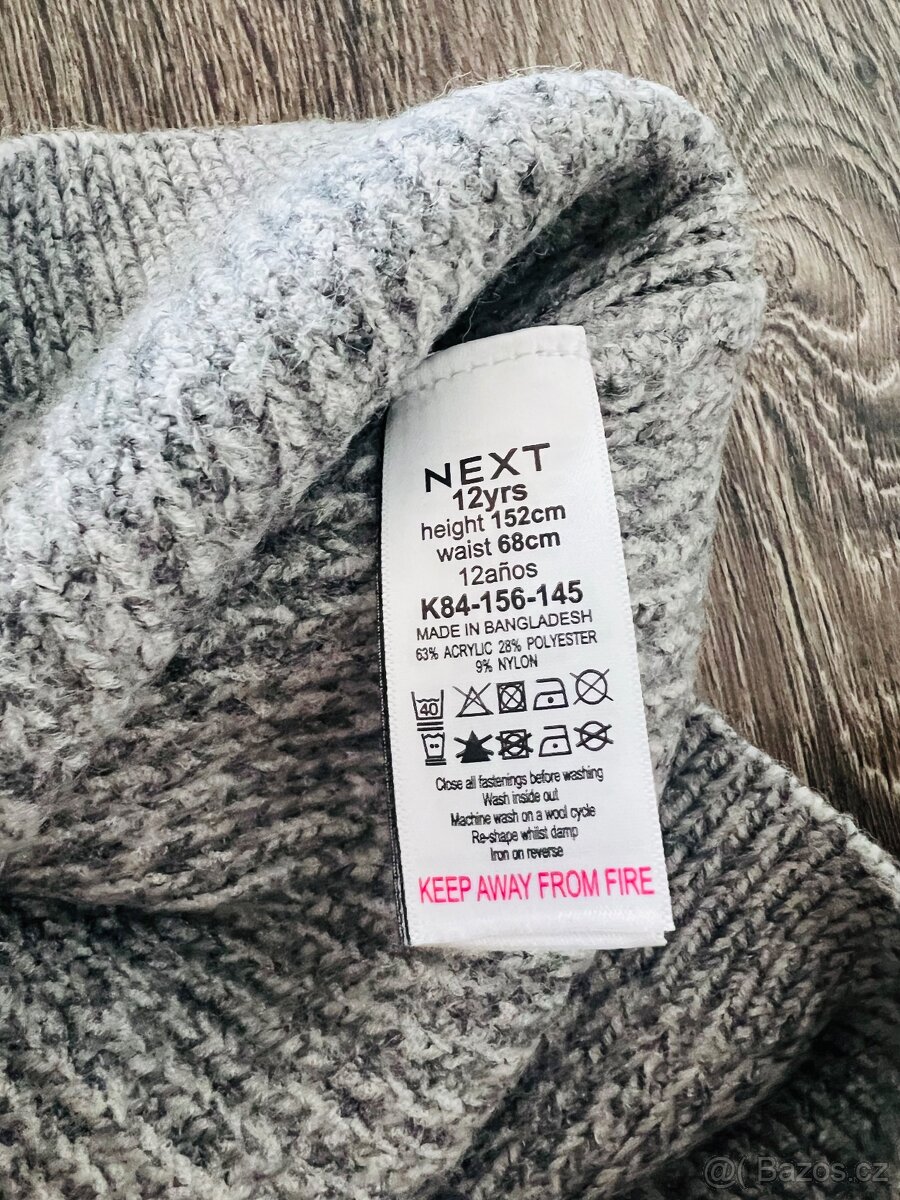 NEXT
12yrs
height 152cm
waist 68cm
12años
K84-156-145
MADE IN BANGLADESH
63% ACRYLIC 28% POLYESTER
9% NYLON
40
Close all fastenings before washing
Wash inside out
Machine wash on a wool cycle
Re-shape whilst damp
Iron on reverse
KEEP AWAY FROM FIRE
@( Bazos.cz